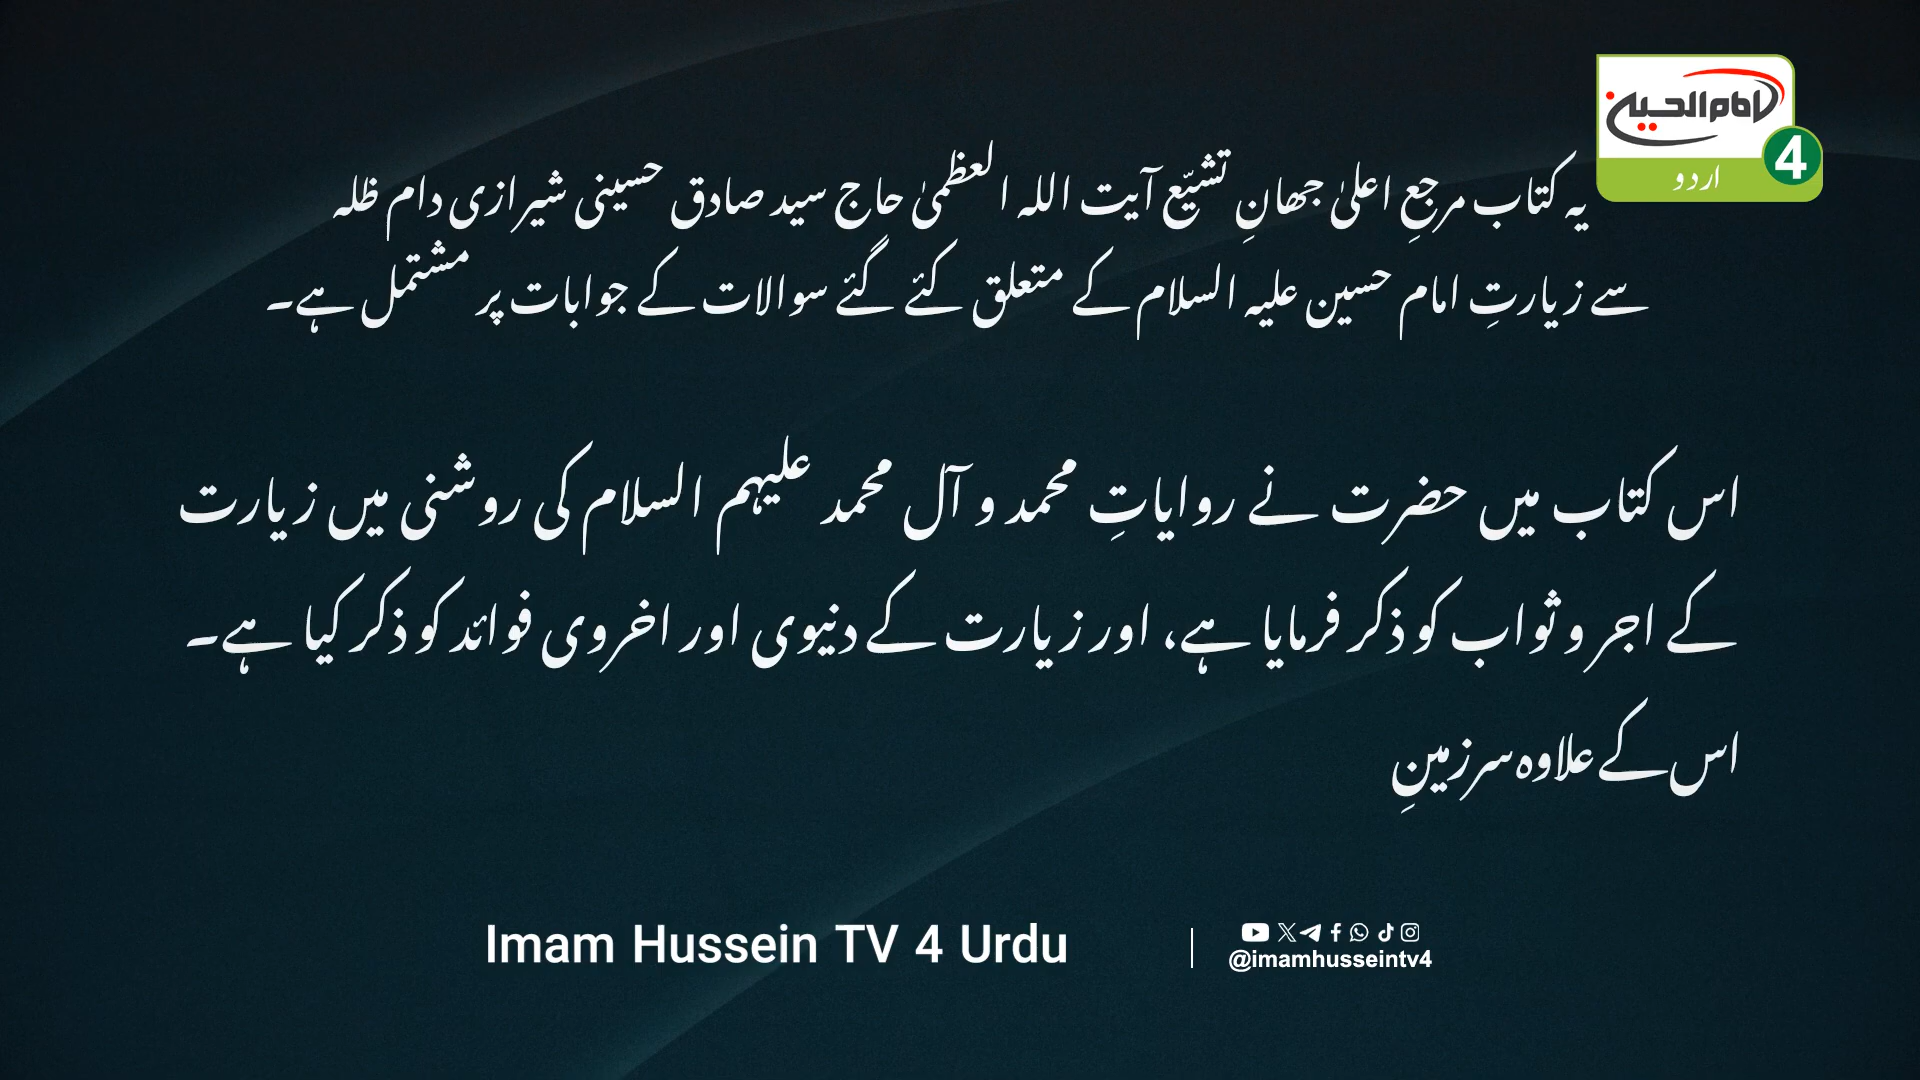 امام الحسین
4
اردو
یہ کتاب مرجعِ اعلیٰ جہانِ تشیّع آیت اللہ العظمیٰ حاج سید صادق حسینی شیرازی دام ظلہ
سے زیارتِ امام حسین علیہ السلام کے متعلق کئے گئے سوالات کے جوابات پر مشتمل ہے۔
اس کتاب میں حضرت نے روایاتِ محمد و آل محمد علیہم السلام کی روشنی میں زیارت
کے اجر و ثواب کو ذکر فرمایا ہے، اور زیارت کے دنیوی اور اخروی فوائد کو ذکر کیا ہے۔
اس کے علاوہ سرزمینِ
Imam Hussein TV 4 Urdu
@imamhusseintv4